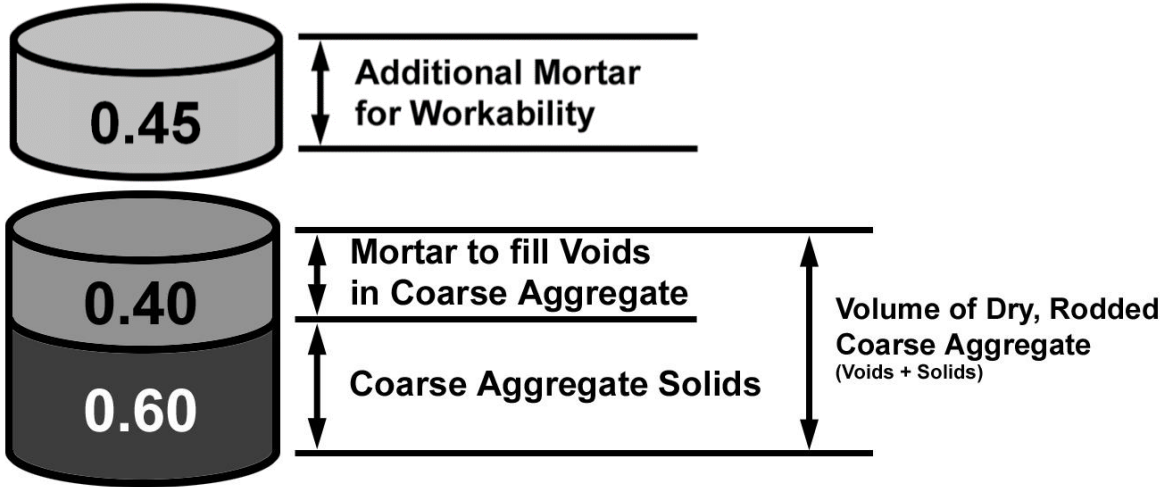 0.45
Additional Mortar
for Workability
0.40
Mortar to fill Voids
in Coarse Aggregate
0.60
Coarse Aggregate Solids
Volume of Dry, Rodded
Coarse Aggregate
(Voids + Solids)